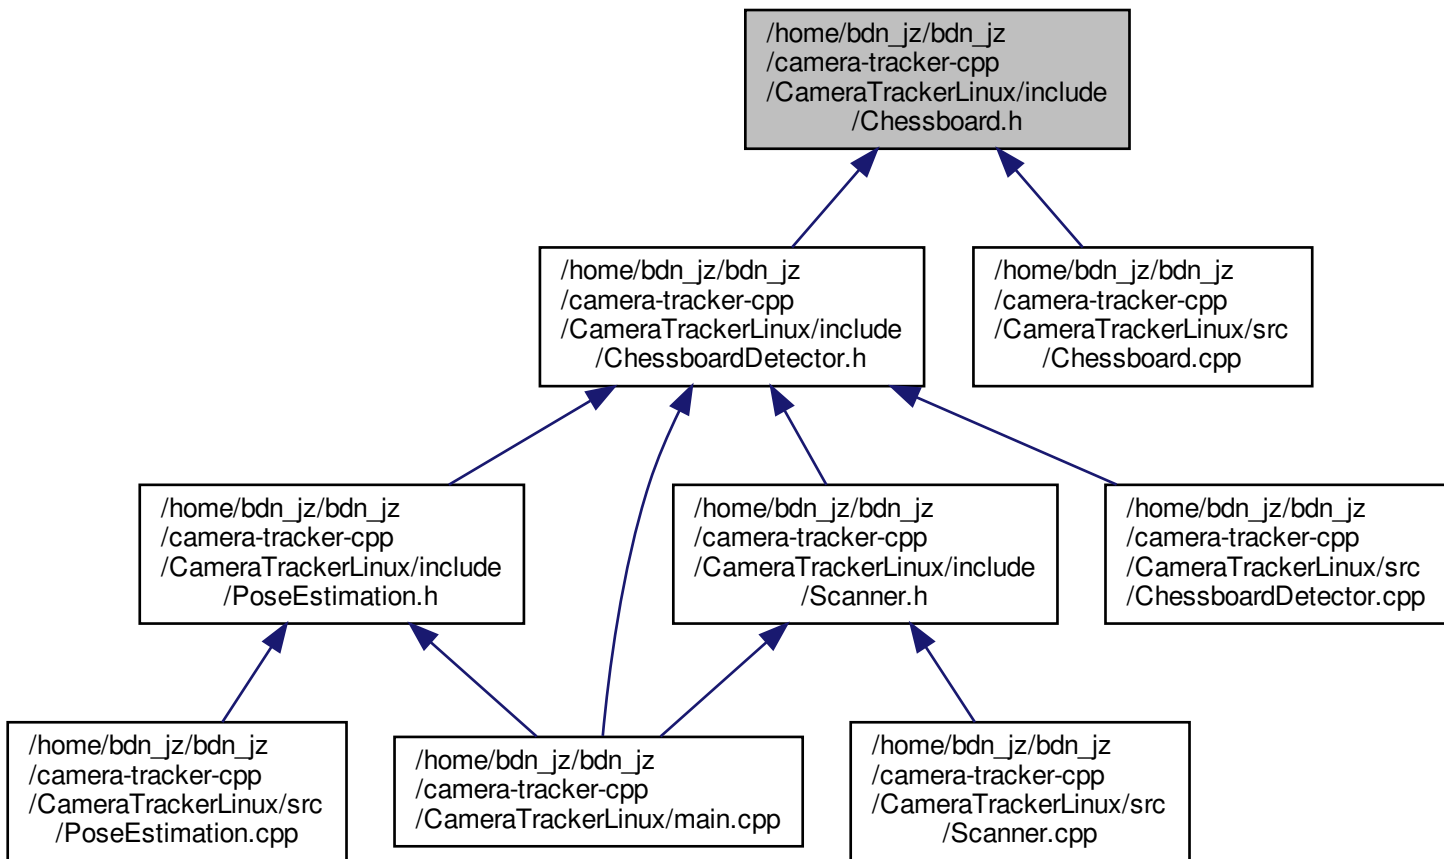 /home/bdn_jz/bdn_jz
/camera-tracker-cpp
/CameraTrackerLinux/include
/Chessboard.h
/home/bdn_jz/bdn_jz
/camera-tracker-cpp
/CameraTrackerLinux/include
/ChessboardDetector.h
/home/bdn_jz/bdn_jz
/camera-tracker-cpp
/CameraTrackerLinux/src
/Chessboard.cpp
/home/bdn_jz/bdn_jz
/camera-tracker-cpp
/CameraTrackerLinux/include
/PoseEstimation.h
/home/bdn_jz/bdn_jz
/camera-tracker-cpp
/CameraTrackerLinux/include
/Scanner.h
/home/bdn_jz/bdn_jz
/camera-tracker-cpp
/CameraTrackerLinux/src
/ChessboardDetector.cpp
/home/bdn_jz/bdn_jz
/camera-tracker-cpp
/CameraTrackerLinux/src
/PoseEstimation.cpp
/home/bdn_jz/bdn_jz
/camera-tracker-cpp
/CameraTrackerLinux/main.cpp
/home/bdn_jz/bdn_jz
/camera-tracker-cpp
/CameraTrackerLinux/src
/Scanner.cpp